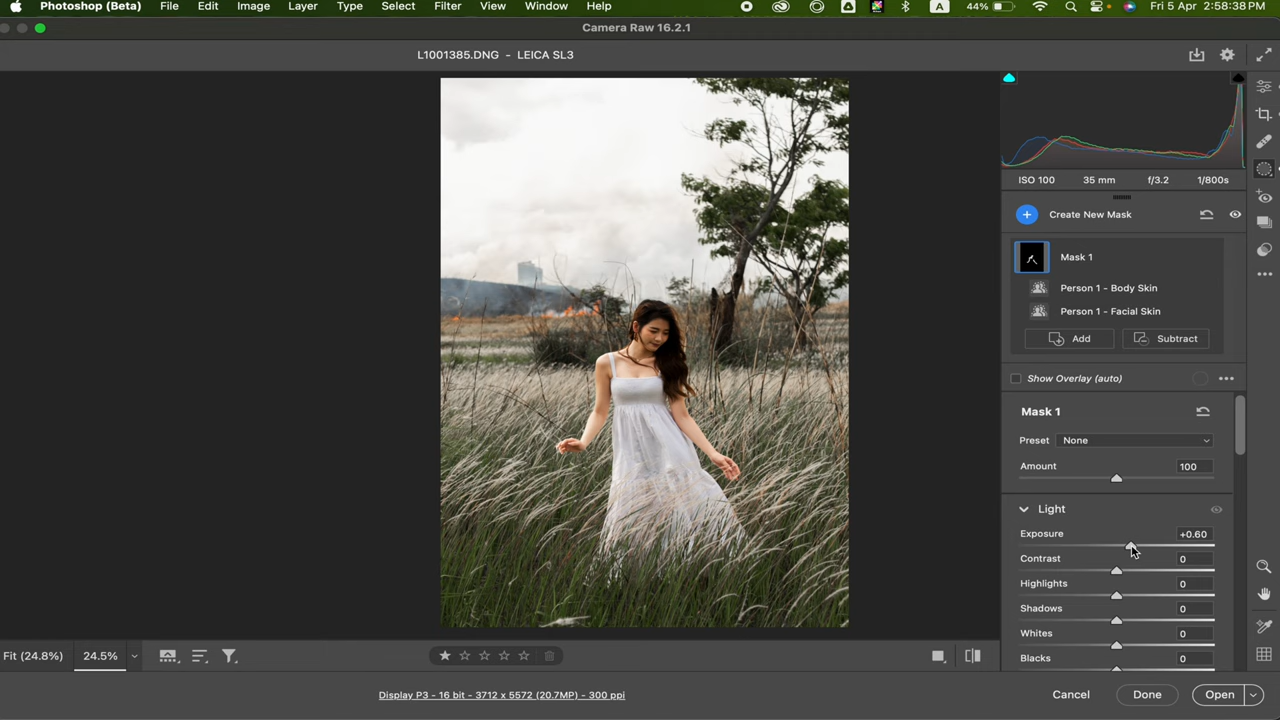 Photoshop (Beta) File Edit Image Layer Type Select Filter View Window Help A 44% Fri 5 Apr 2:58:38 PM
Camera Raw 16.2.1
L1001385.DNG - LEICA SL3
ISO 100 35 mm f/3.2 1/800s
Create New Mask
Mask 1
Person 1 - Body Skin
Person 1 - Facial Skin
Add Subtract
Show Overlay (auto)
Mask 1
Preset None
Amount 100
Light
Exposure +0.60
Contrast 0
Highlights 0
Shadows 0
Whites 0
Blacks 0
Fit (24.8%) 24.5%
Display P3 - 16 bit - 3712 x 5572 (20.7MP) - 300 ppi
Cancel Done Open